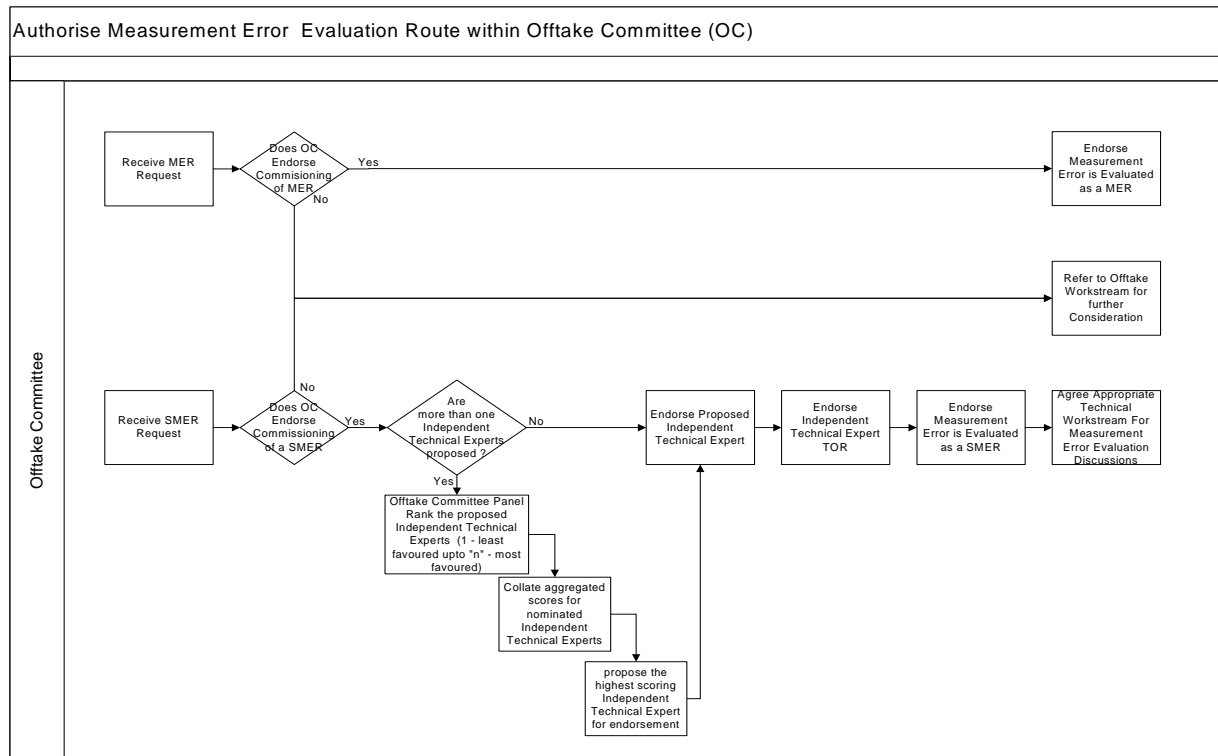 Authorise Measurement Error  Evaluation Route within Offtake Committee (OC)
Offtake Committee
Receive MER
Request
Does OC
Endorse
Commisioning
of MER
Yes
No
Endorse
Measurement
Error is Evaluated
as a MER
Refer to Offtake
Workstream for
further
Consideration
Receive SMER
Request
No
Does OC
Endorse
Commissioning
of a SMER
Yes
Are
more than one
Independent
Technical Experts
proposed ?
No
Yes
Endorse Proposed
Independent
Technical Expert
Endorse
Independent
Technical Expert
TOR
Endorse
Measurement
Error is Evaluated
as a SMER
Agree Appropriate
Technical
Workstream For
Measurement
Error Evaluation
Discussions
Offtake Committee Panel
Rank the proposed
Independent Technical
Experts  (1 - least
favoured upto "n" - most
favoured)
Collate aggregated
scores for
nominated
Independent
Technical Experts
propose the
highest scoring
Independent
Technical Expert
for endorsement